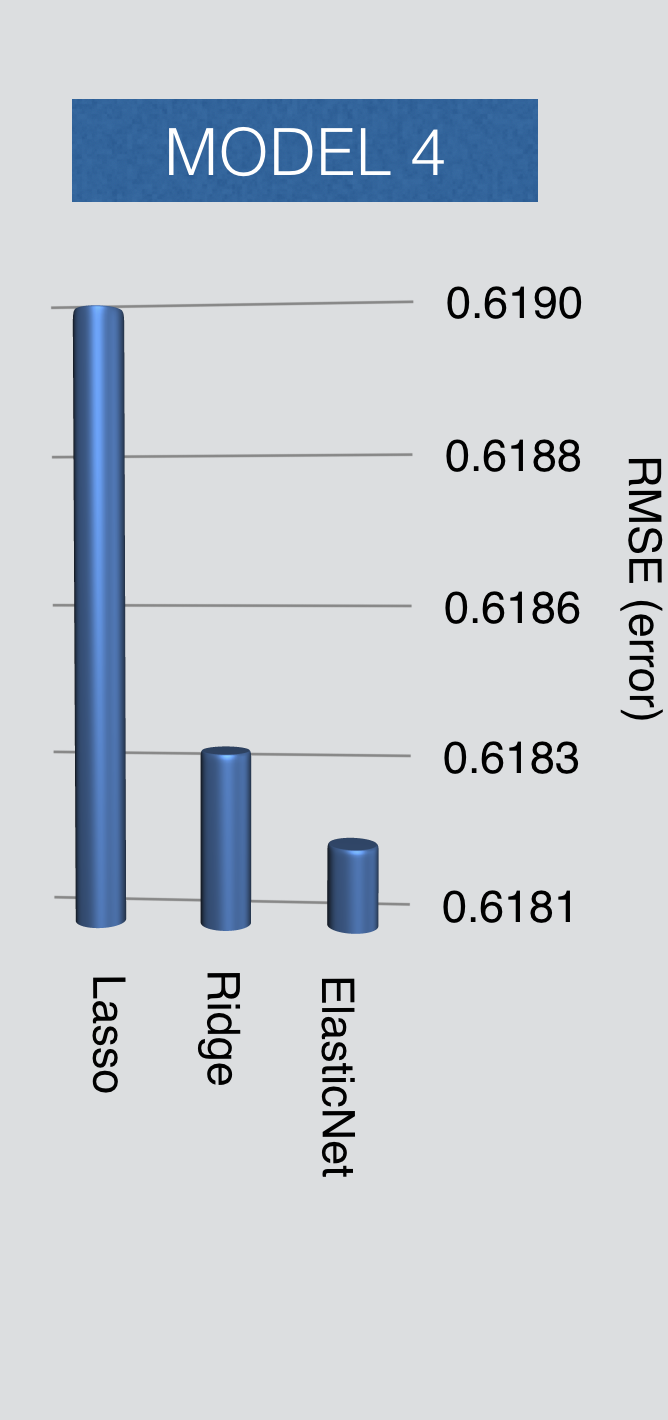 MODEL 4
0.6190
0.6188
0.6186
0.6183
0.6181
RMSE (error)
Lasso
Ridge
ElasticNet